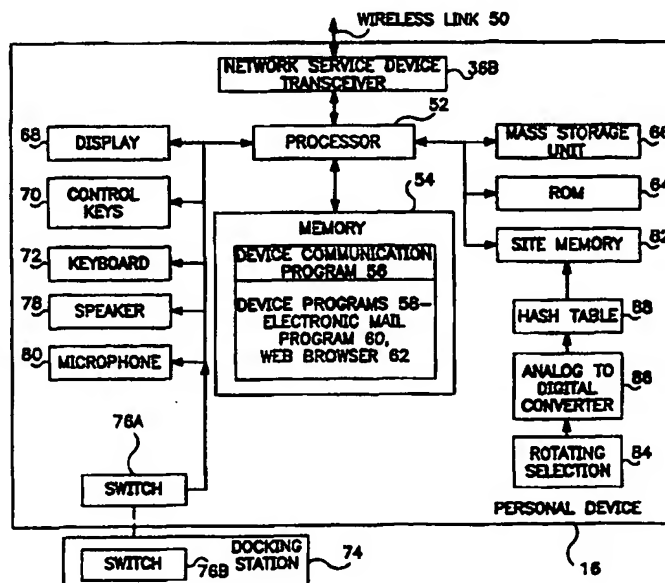 WIRELESS LINK 50
NETWORK SERVICE DEVICE
TRANSCEIVER
36B
52
68
DISPLAY
PROCESSOR
MASS STORAGE
UNIT
66
54
70
CONTROL
KEYS
ROM
64
MEMORY
DEVICE COMMUNICATION
PROGRAM 56
DEVICE PROGRAMS 58-
ELECTRONIC MAIL
PROGRAM 60,
WEB BROWSER 62
SITE MEMORY
82
72
KEYBOARD
78
SPEAKER
HASH TABLE
88
80
MICROPHONE
ANALOG TO
DIGITAL
CONVERTER
86
76A
ROTATING
SELECTION
84
SWITCH
PERSONAL DEVICE
DOCKING
STATION
74
16
SWITCH
76B